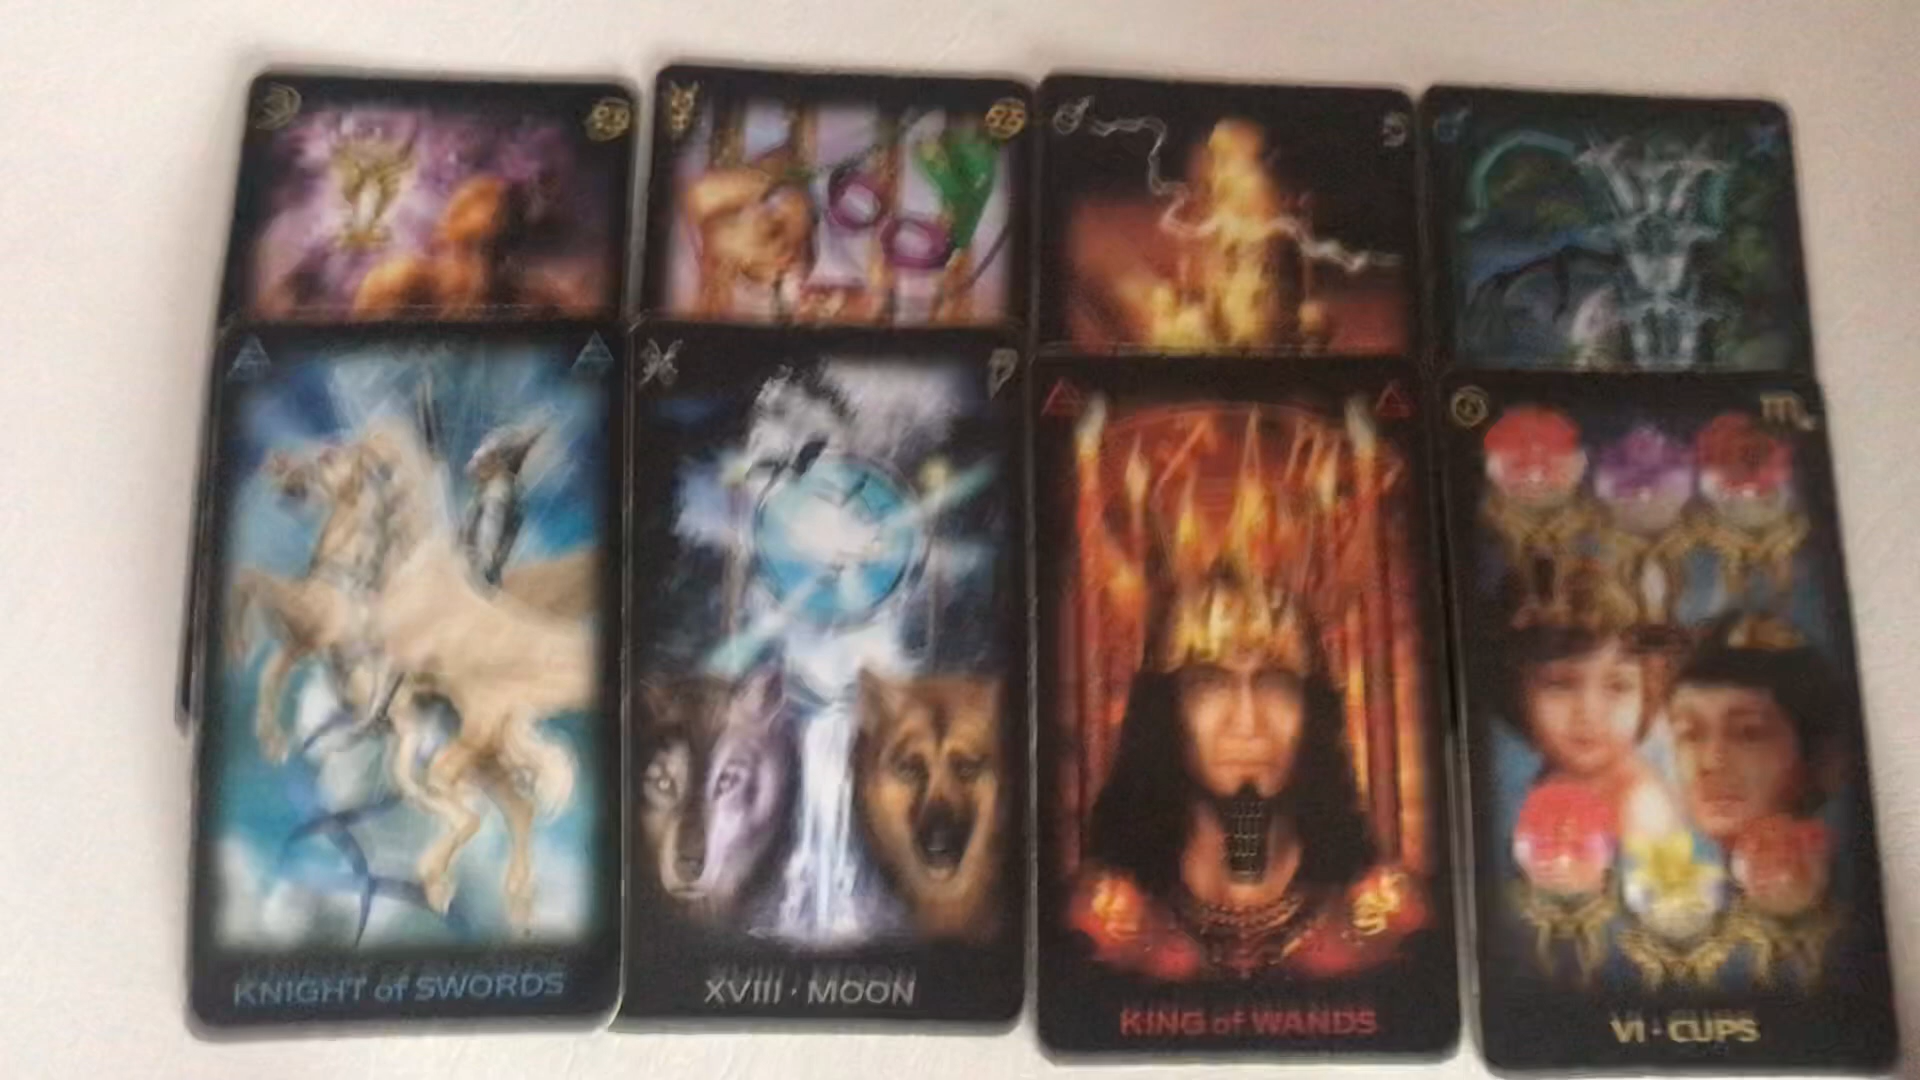 KNIGHT of SWORDS
XVIII · MOON
KING of WANDS
VI · CUPS